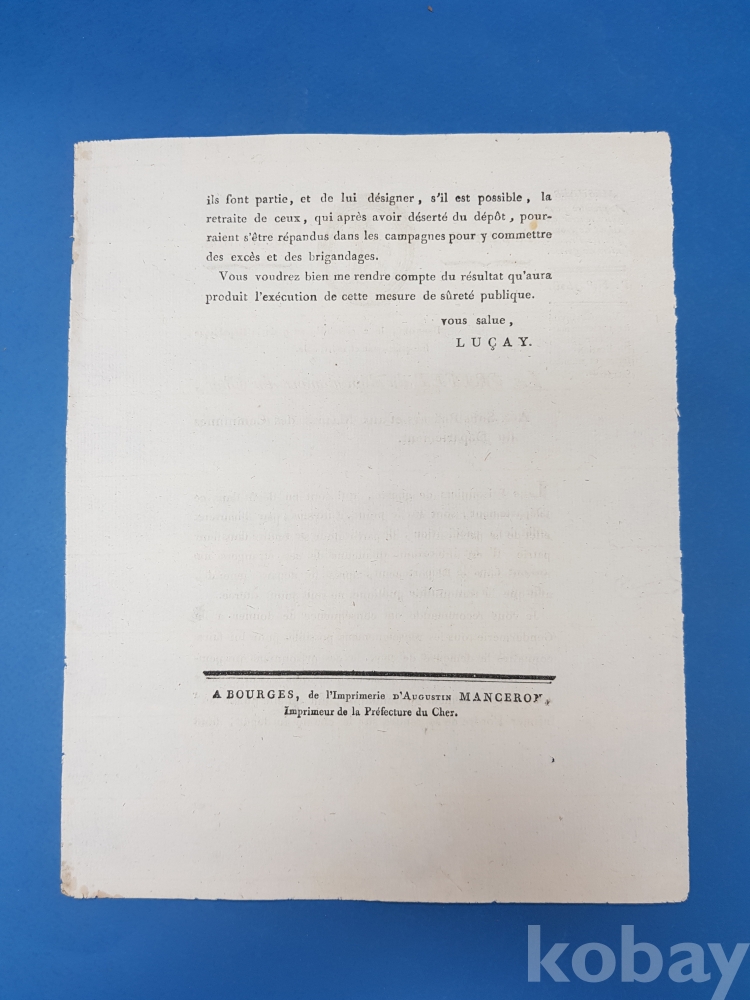 ils font partie, et de lui désigner, s'il est possible, la
retraite de ceux, qui après avoir déserté du dépôt, pour-
raient s'être répandus dans les campagnes pour y commettre
des excès et des brigandages.
Vous voudrez bien me rendre compte du résultat qu'aura
produit l'exécution de cette mesure de sûreté publique.
vous salue,
LUÇAY.
A BOURGES, de l'Imprimerie D'AUGUSTIN MANCERON,
Imprimeur de la Préfecture du Cher.
kobay